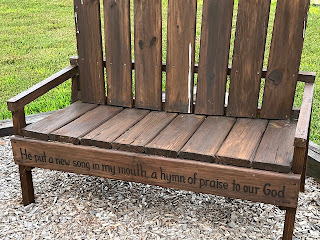 He put a new song in my mouth, a hymn of praise to our God